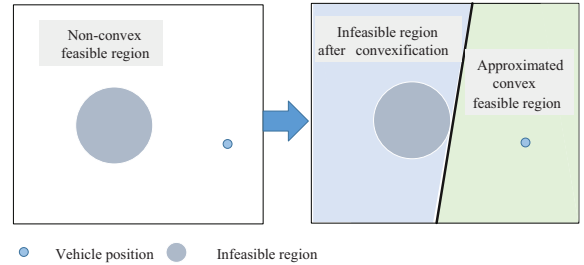 Non-convex
feasible region
Infeasible region
after convexification
Approximated
convex
feasible region
Vehicle position
Infeasible region